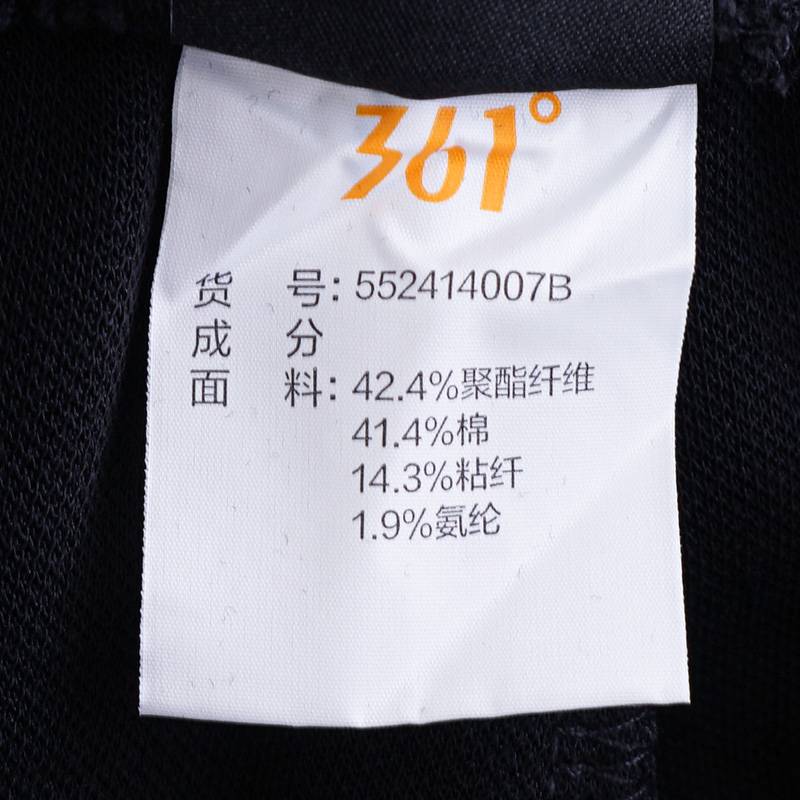 361°
货 号：552414007B
成 分
面 料：42.4%聚酯纤维
41.4%棉
14.3%粘纤
1.9%氨纶